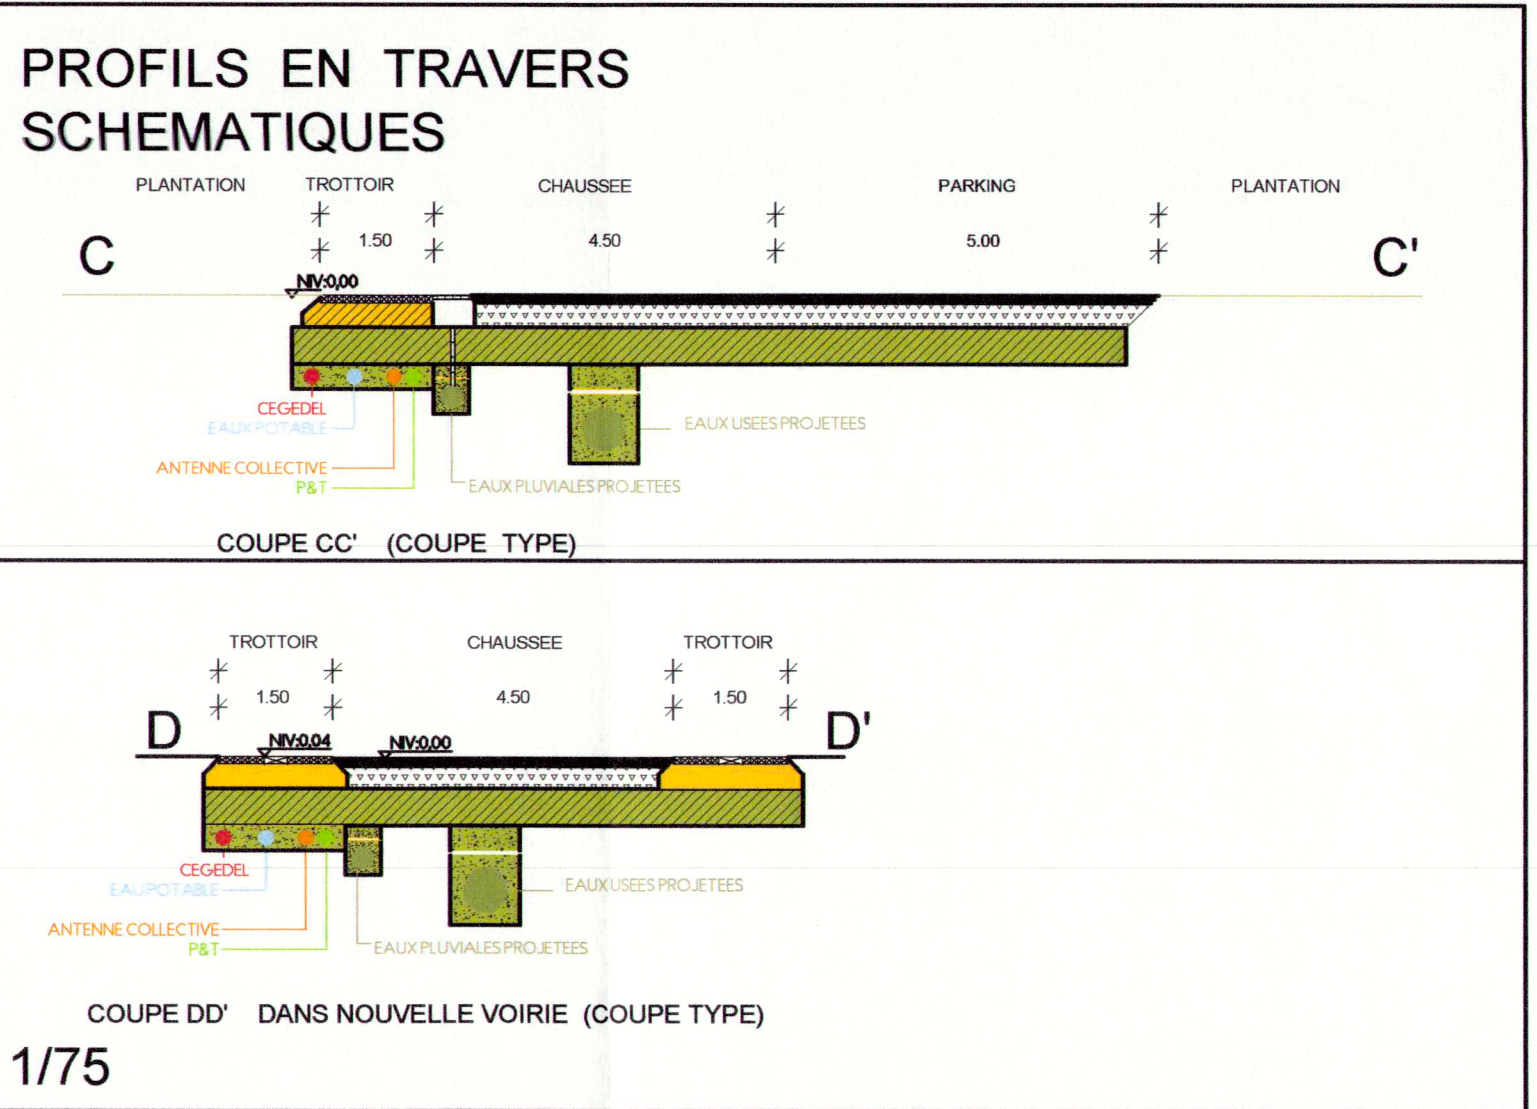 PROFILS EN TRAVERS
SCHEMATIQUES
PLANTATION TROTTOIR CHAUSSEE PARKING PLANTATION
1.50 4.50 5.00
C C'
NIV:0,00
CEGEDEL
EAUX POTABLE
EAUX USEES PROJETEES
ANTENNE COLLECTIVE
P&T
EAUX PLUVIALES PROJETEES
COUPE CC' (COUPE TYPE)
TROTTOIR CHAUSSEE TROTTOIR
1.50 4.50 1.50
D D'
NIV:0,04 NIV:0,00
CEGEDEL
EAU POTABLE
EAUX USEES PROJETEES
ANTENNE COLLECTIVE
P&T
EAUX PLUVIALES PROJETEES
COUPE DD' DANS NOUVELLE VOIRIE (COUPE TYPE)
1/75